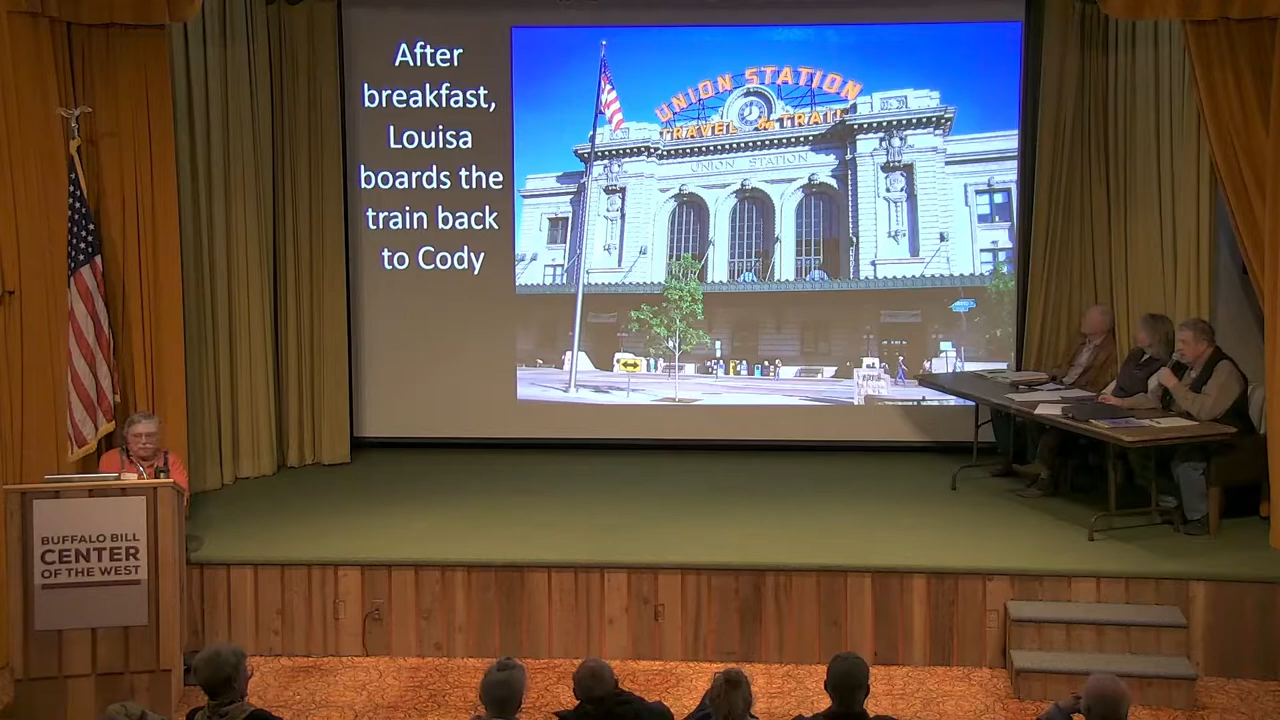 After
breakfast,
Louisa
boards the
train back
to Cody
UNION STATION
TRAVEL by TRAIN
UNION STATION
BUFFALO BILL
CENTER
OF THE WEST